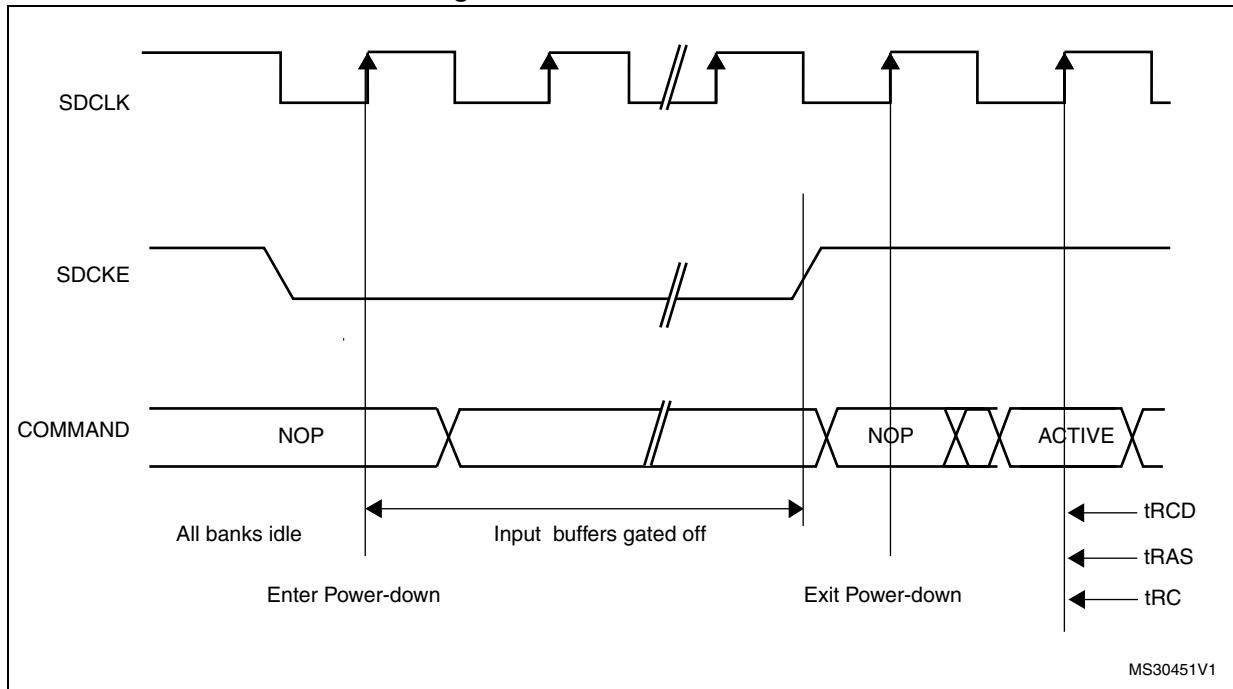 SDCLK
SDCKE
COMMAND
NOP
NOP
ACTIVE
All banks idle
Input buffers gated off
tRCD
tRAS
tRC
Enter Power-down
Exit Power-down
MS30451V1